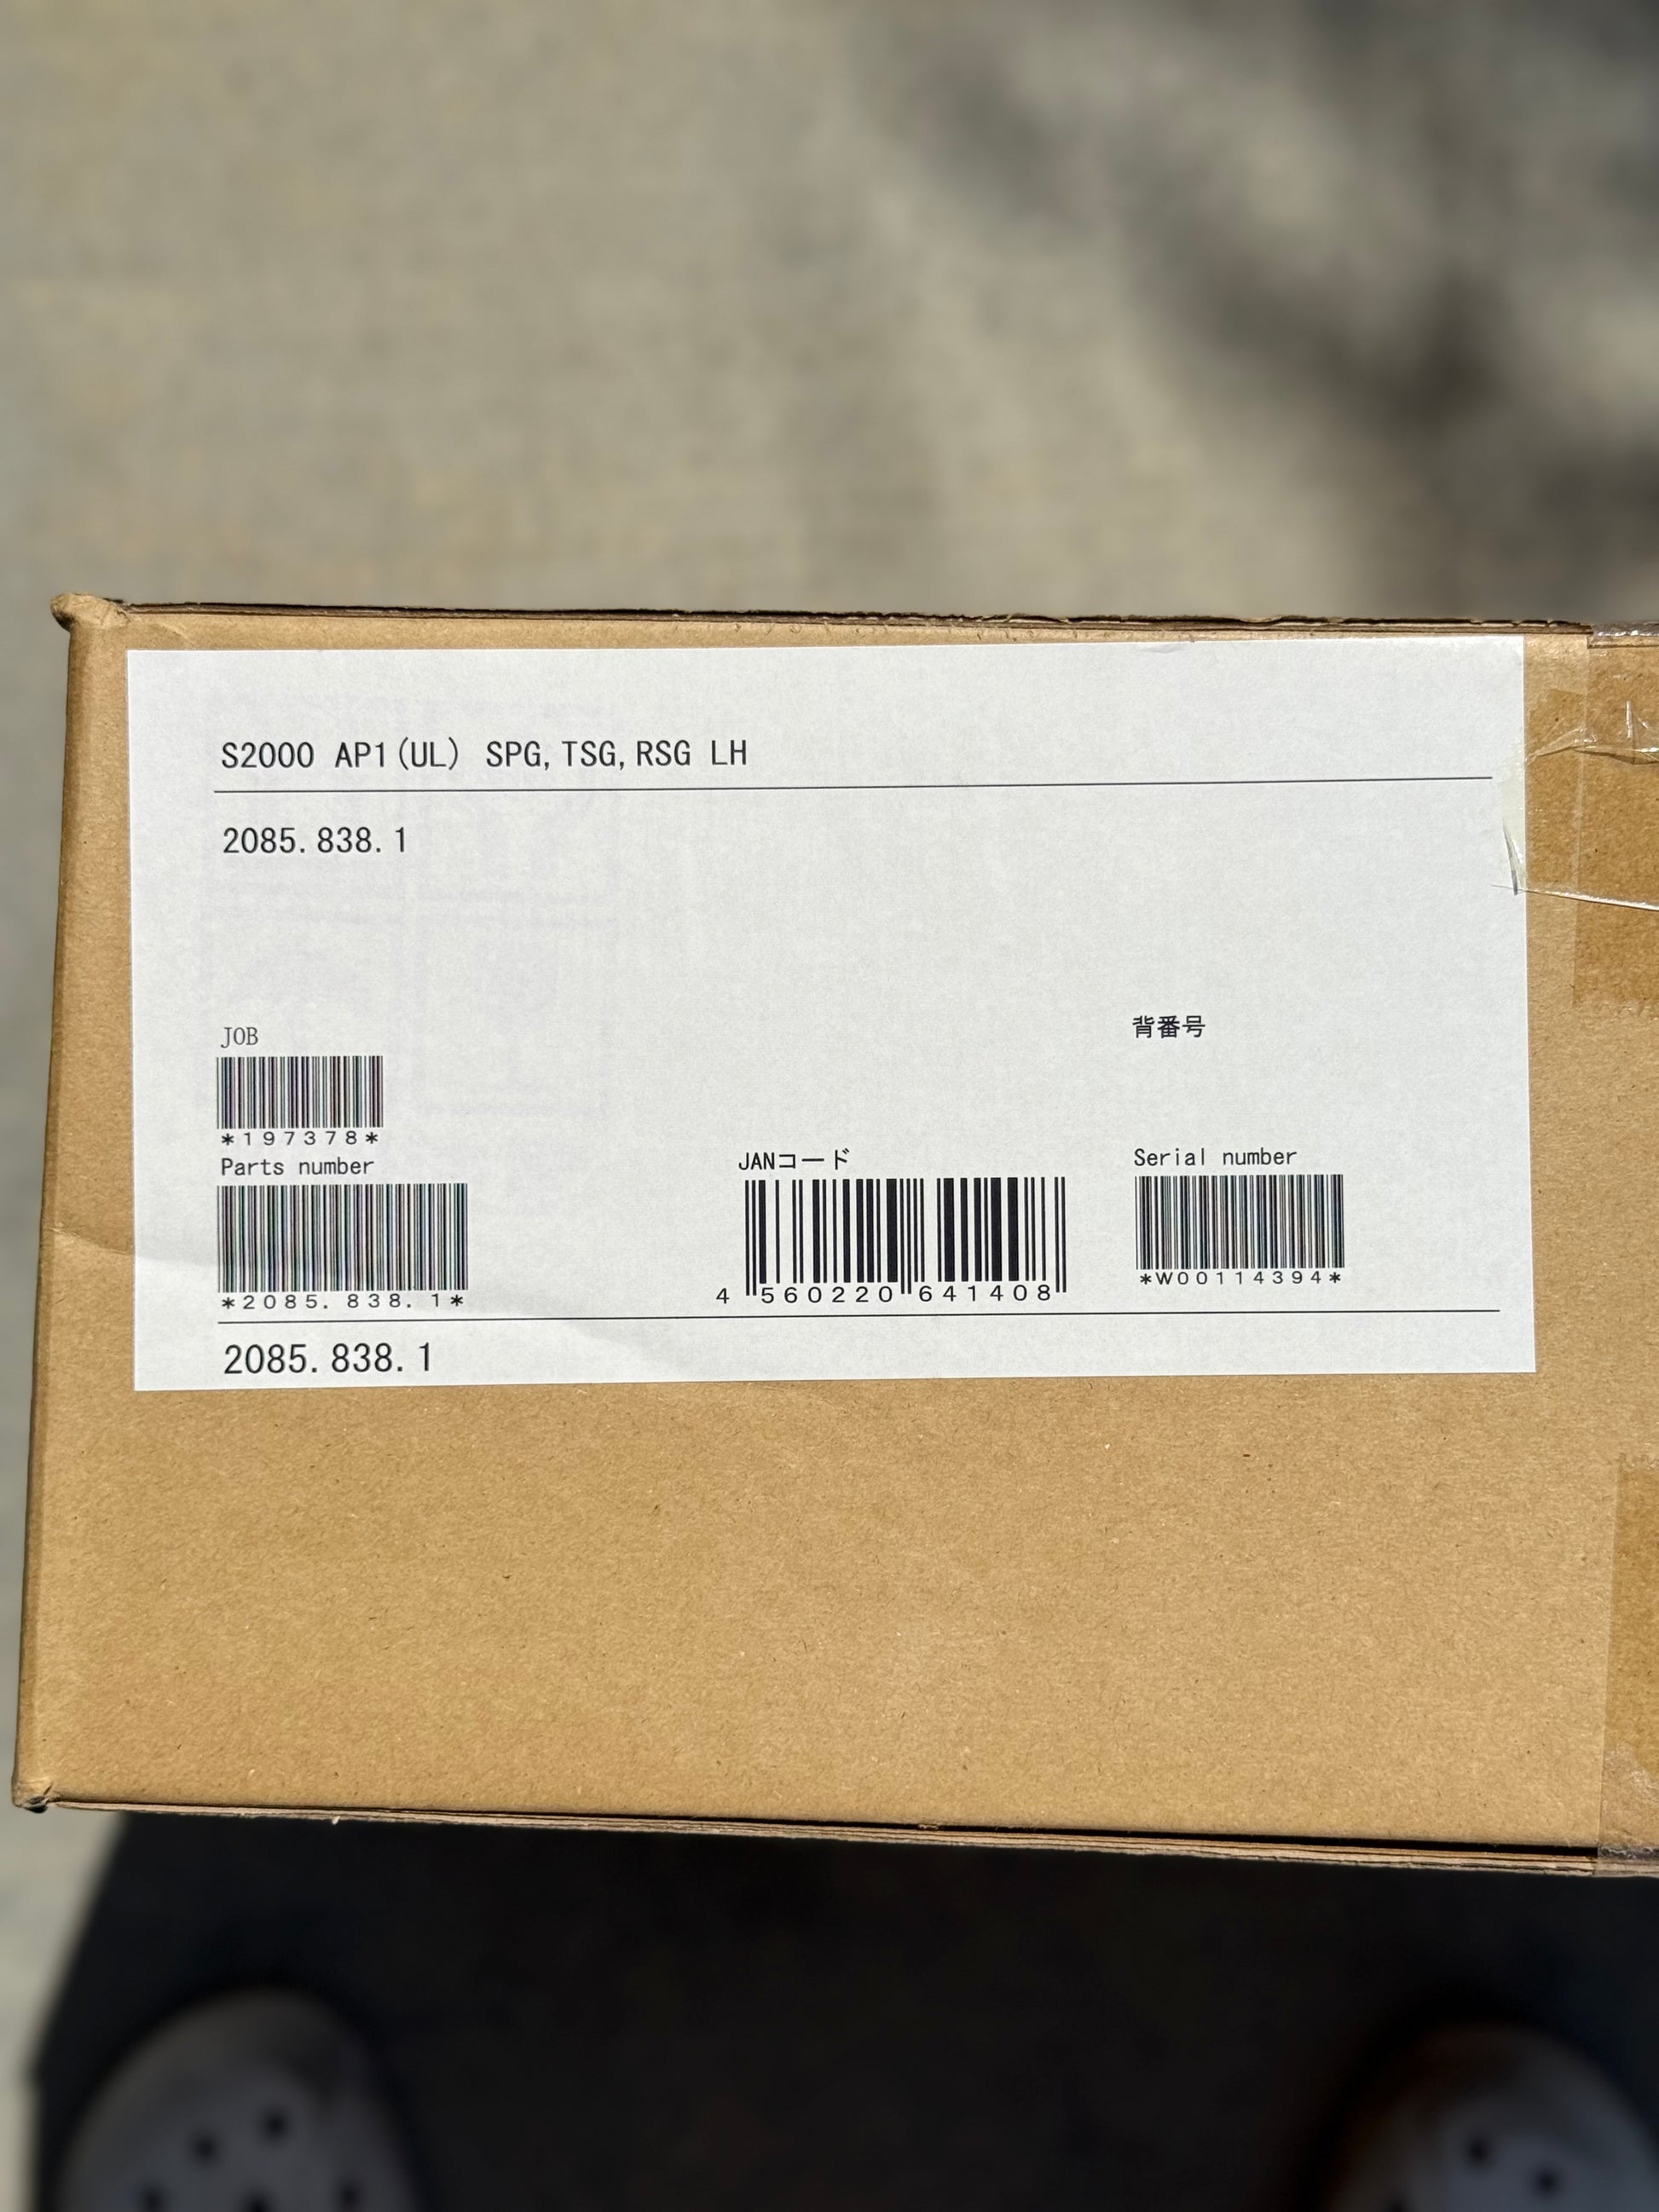 S2000 AP1(UL) SPG,TSG,RSG LH
2085.838.1
JOB
背番号
*197378*
Parts number
JANコード
Serial number
*2085.838.1*
4 560220 641408
*W00114394*
2085.838.1